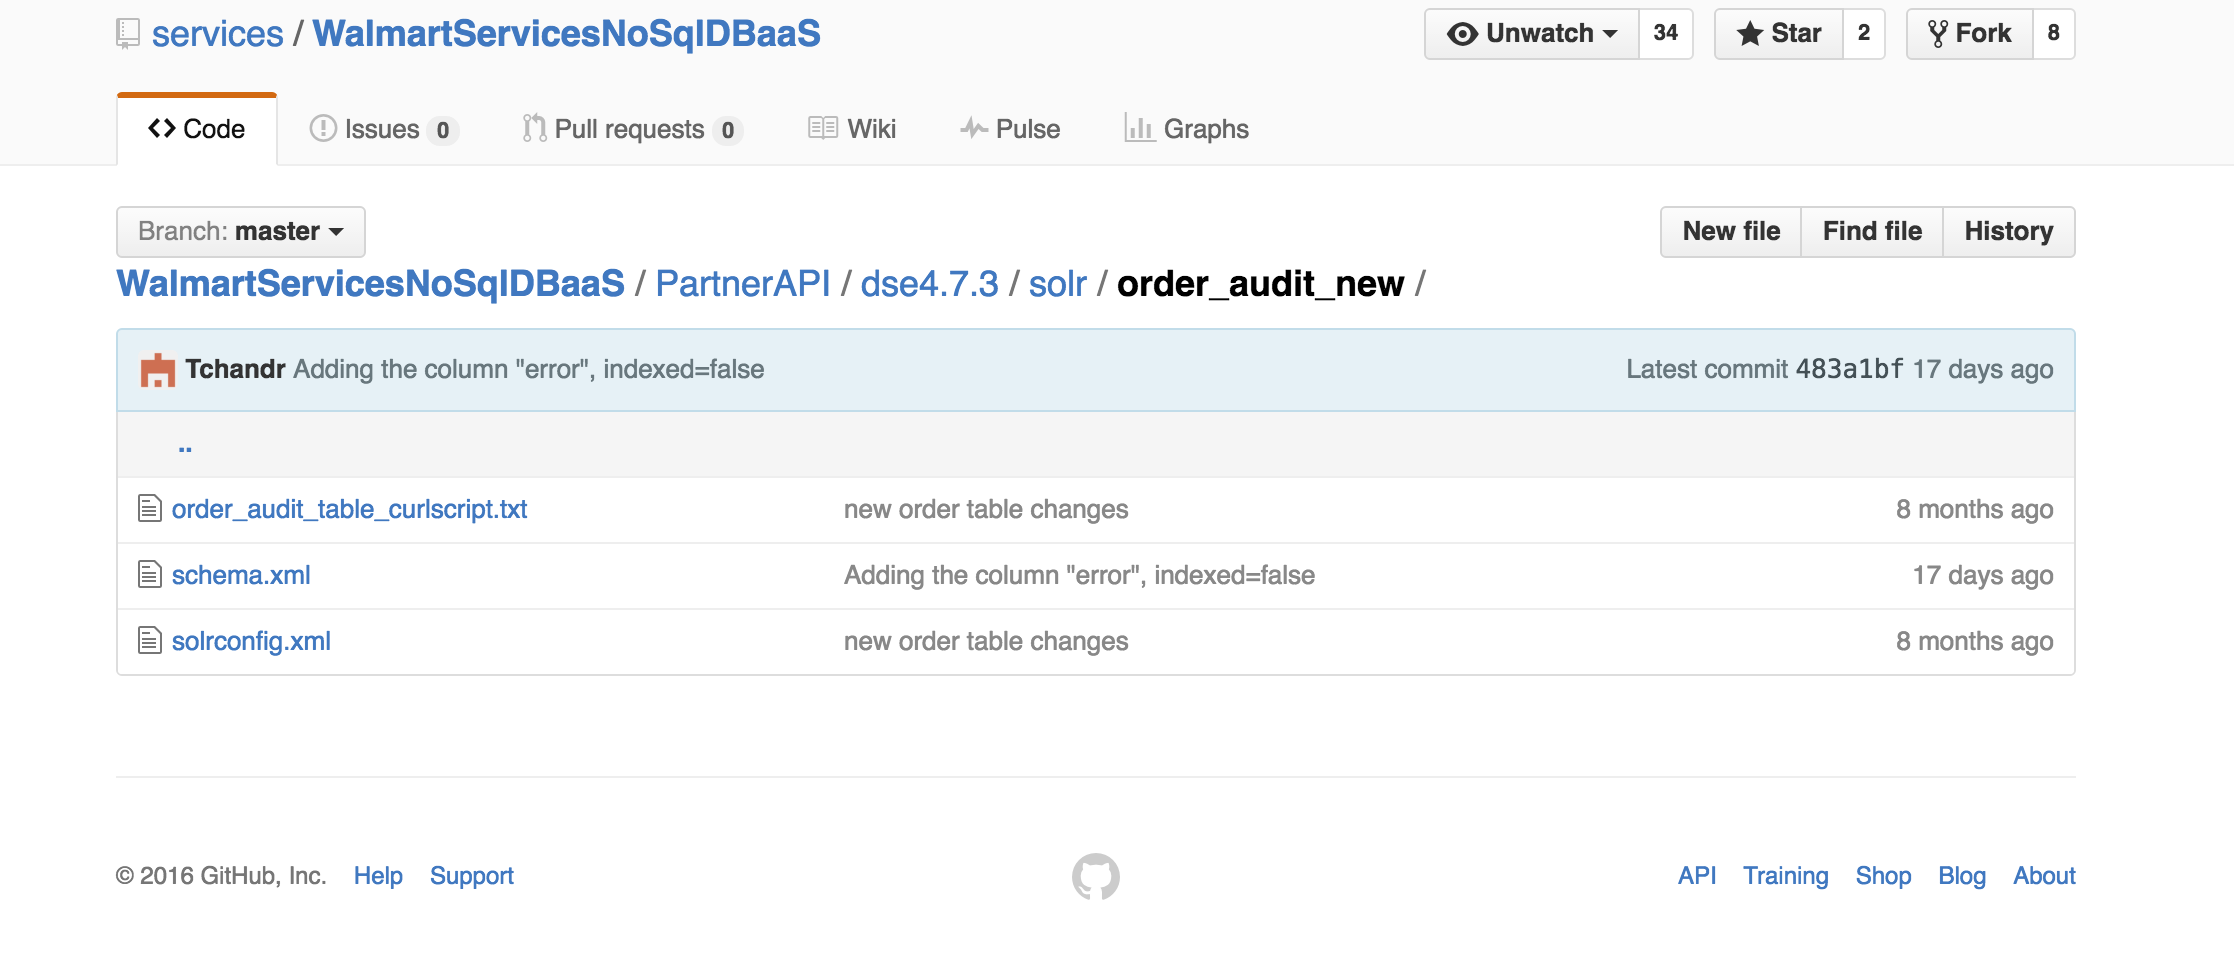 services / WalmartServicesNoSqlDBaaS Unwatch 34 Star 2 Fork 8
Code Issues 0 Pull requests 0 Wiki Pulse Graphs
Branch: master New file Find file History
WalmartServicesNoSqlDBaaS / PartnerAPI / dse4.7.3 / solr / order_audit_new /
Tchandr Adding the column "error", indexed=false Latest commit 483a1bf 17 days ago
..
order_audit_table_curlscript.txt new order table changes 8 months ago
schema.xml Adding the column "error", indexed=false 17 days ago
solrconfig.xml new order table changes 8 months ago
© 2016 GitHub, Inc. Help Support API Training Shop Blog About